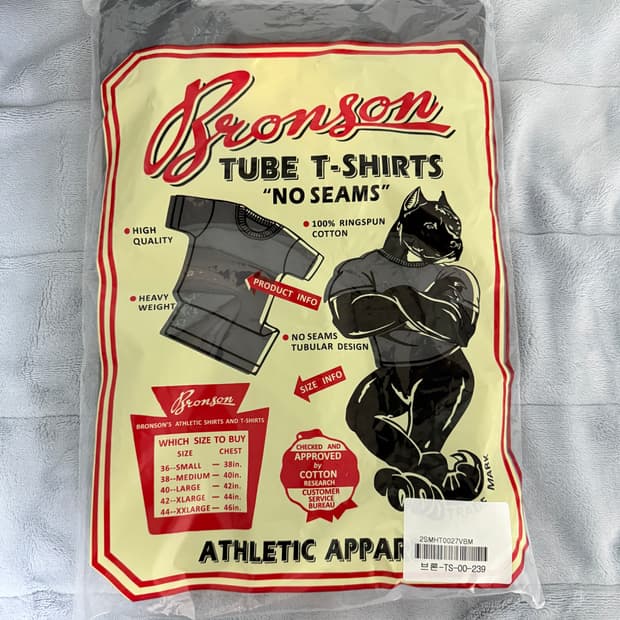 Bronson
TUBE T-SHIRTS
"NO SEAMS"
• HIGH QUALITY
• 100% RINGSPUN COTTON
PRODUCT INFO
• HEAVY WEIGHT
• NO SEAMS TUBULAR DESIGN
SIZE INFO
Bronson
BRONSON'S ATHLETIC SHIRTS AND T-SHIRTS
WHICH SIZE TO BUY
SIZE CHEST
36--SMALL — 38in.
38--MEDIUM — 40in.
40--LARGE — 42in.
42--XLARGE — 44in.
44--XXLARGE — 46in.
CHECKED AND
APPROVED
by
COTTON
RESEARCH
CUSTOMER
SERVICE
BUREAU
MARK
ATHLETIC APPAR
2SMHT0027VBM
브론-TS-00-239